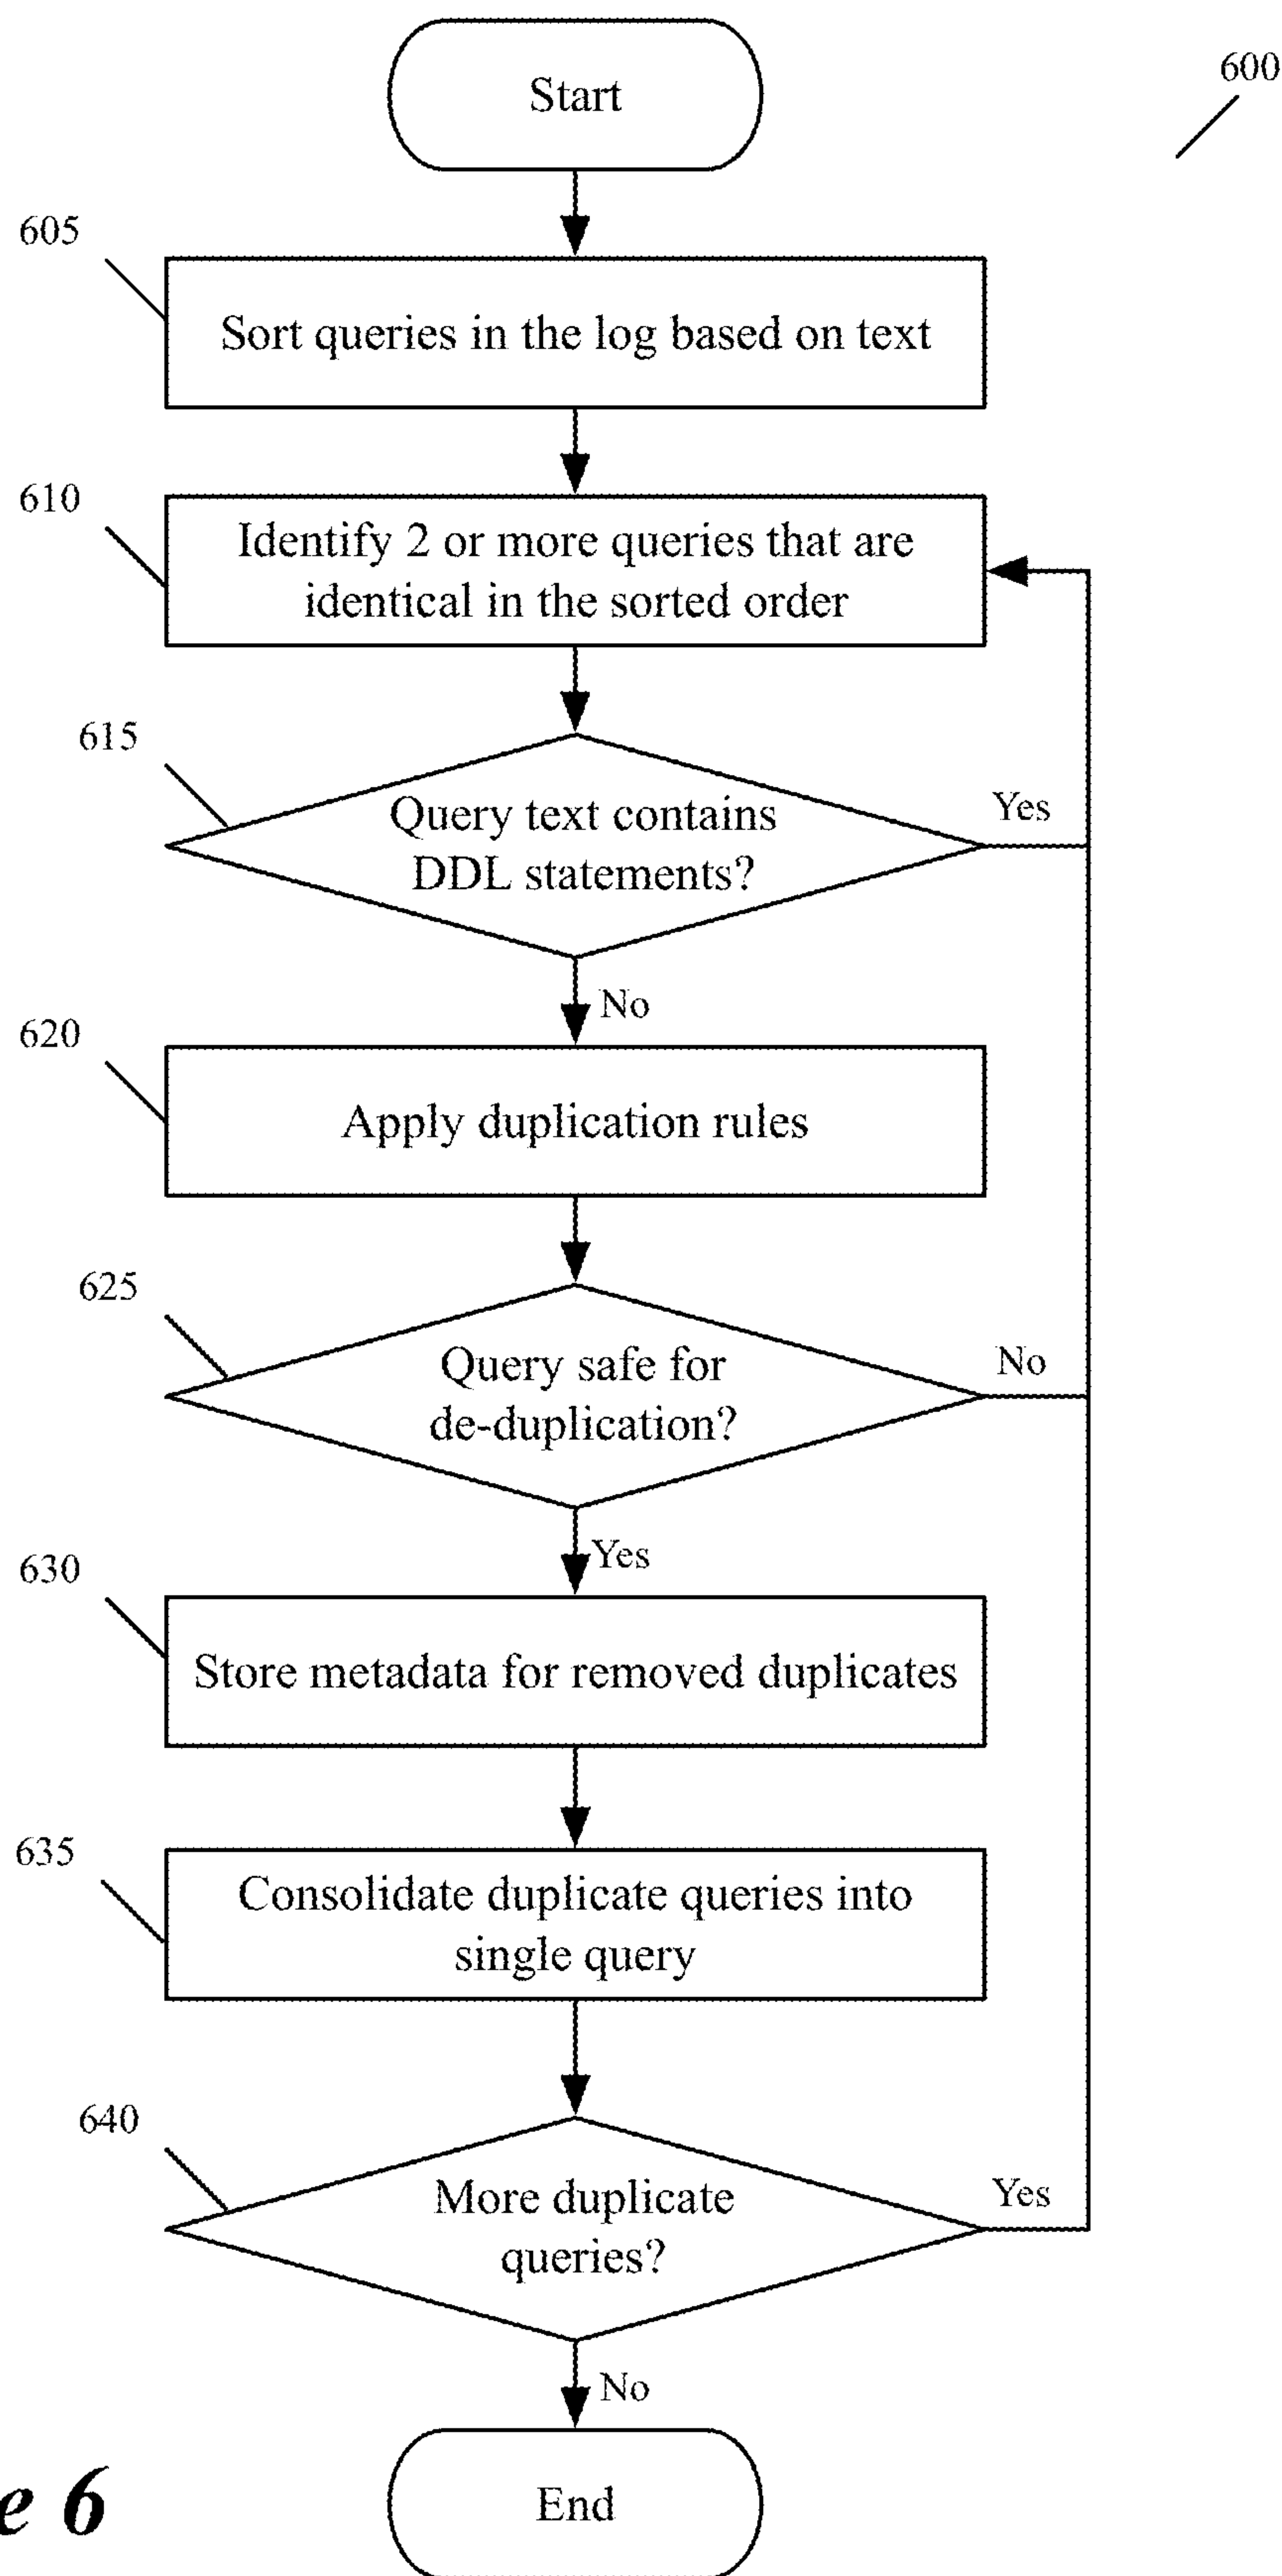 Start
600
605
Sort queries in the log based on text
610
Identify 2 or more queries that are
identical in the sorted order
615
Query text contains
DDL statements?
Yes
No
620
Apply duplication rules
625
Query safe for
de-duplication?
No
Yes
630
Store metadata for removed duplicates
635
Consolidate duplicate queries into
single query
640
More duplicate
queries?
Yes
No
End
e 6